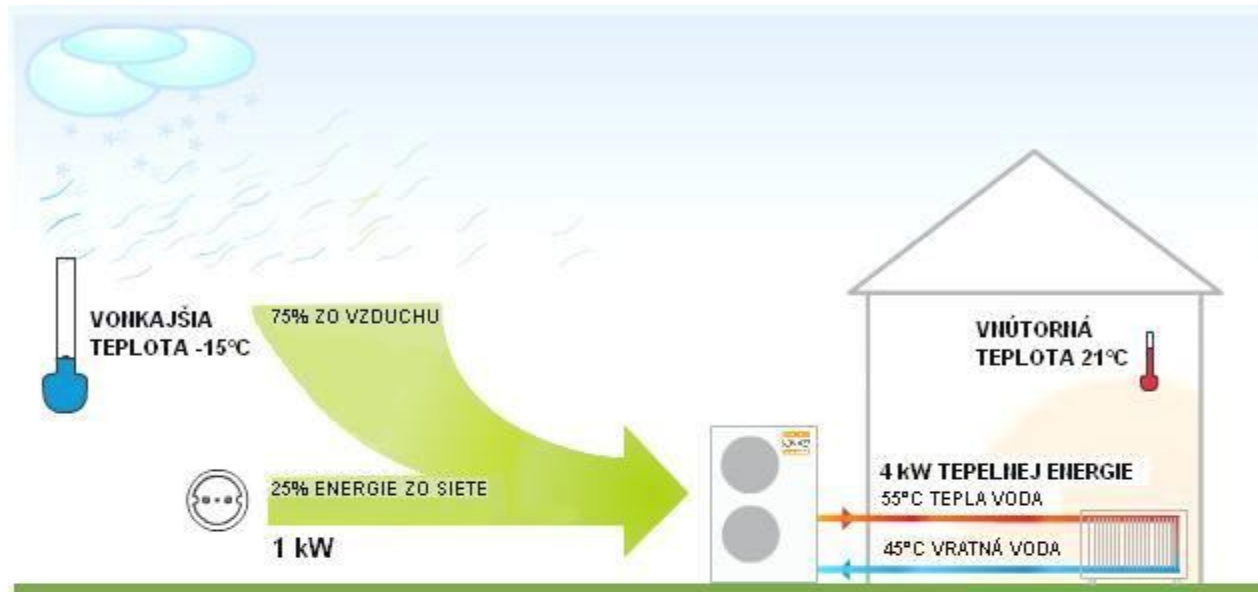 VONKAJŠIA
TEPLOTA -15°C
75% ZO VZDUCHU
25% ENERGIE ZO SIETE
1 kW
VNÚTORNÁ
TEPLOTA 21°C
4 kW TEPELNEJ ENERGIE
55°C TEPLA VODA
45°C VRATNÁ VODA